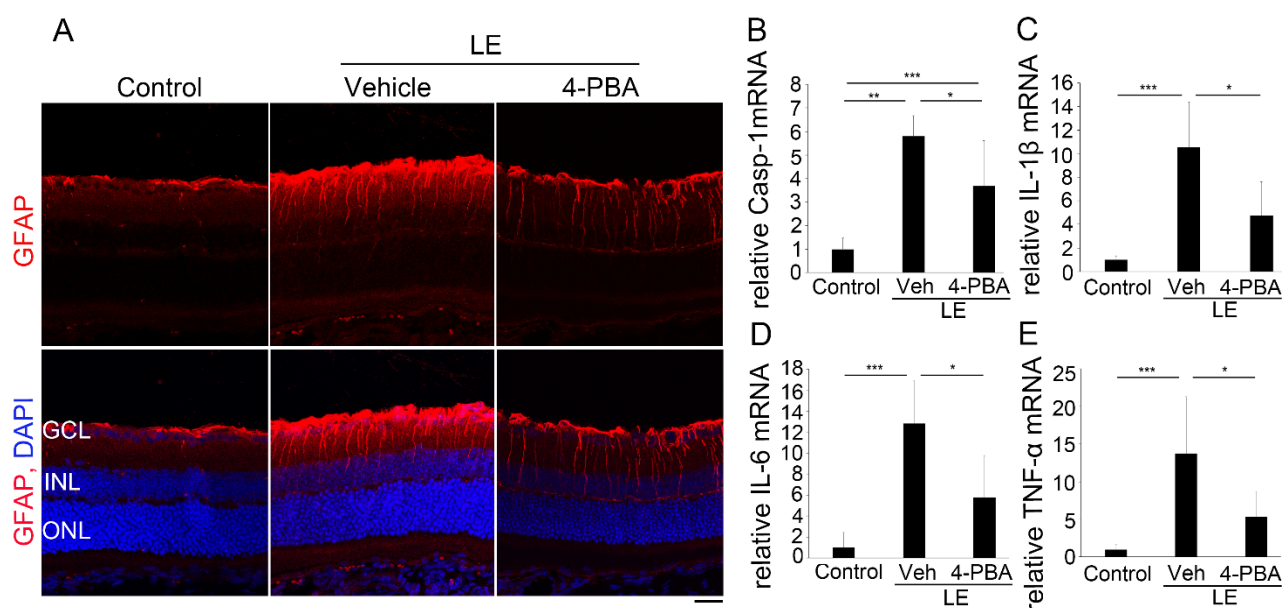 A
LE
Control
Vehicle
4-PBA
GFAP
GFAP, DAPI
GCL
INL
ONL
B
relative Casp-1mRNA
8
7
6
5
4
3
2
1
0
***
**
*
Control
Veh
4-PBA
LE
C
relative IL-1β mRNA
16
14
12
10
8
6
4
2
0
***
*
Control
Veh
4-PBA
LE
D
relative IL-6 mRNA
18
16
14
12
10
8
6
4
2
0
***
*
Control
Veh
4-PBA
LE
E
relative TNF-α mRNA
25
20
15
10
5
0
***
*
Control
Veh
4-PBA
LE